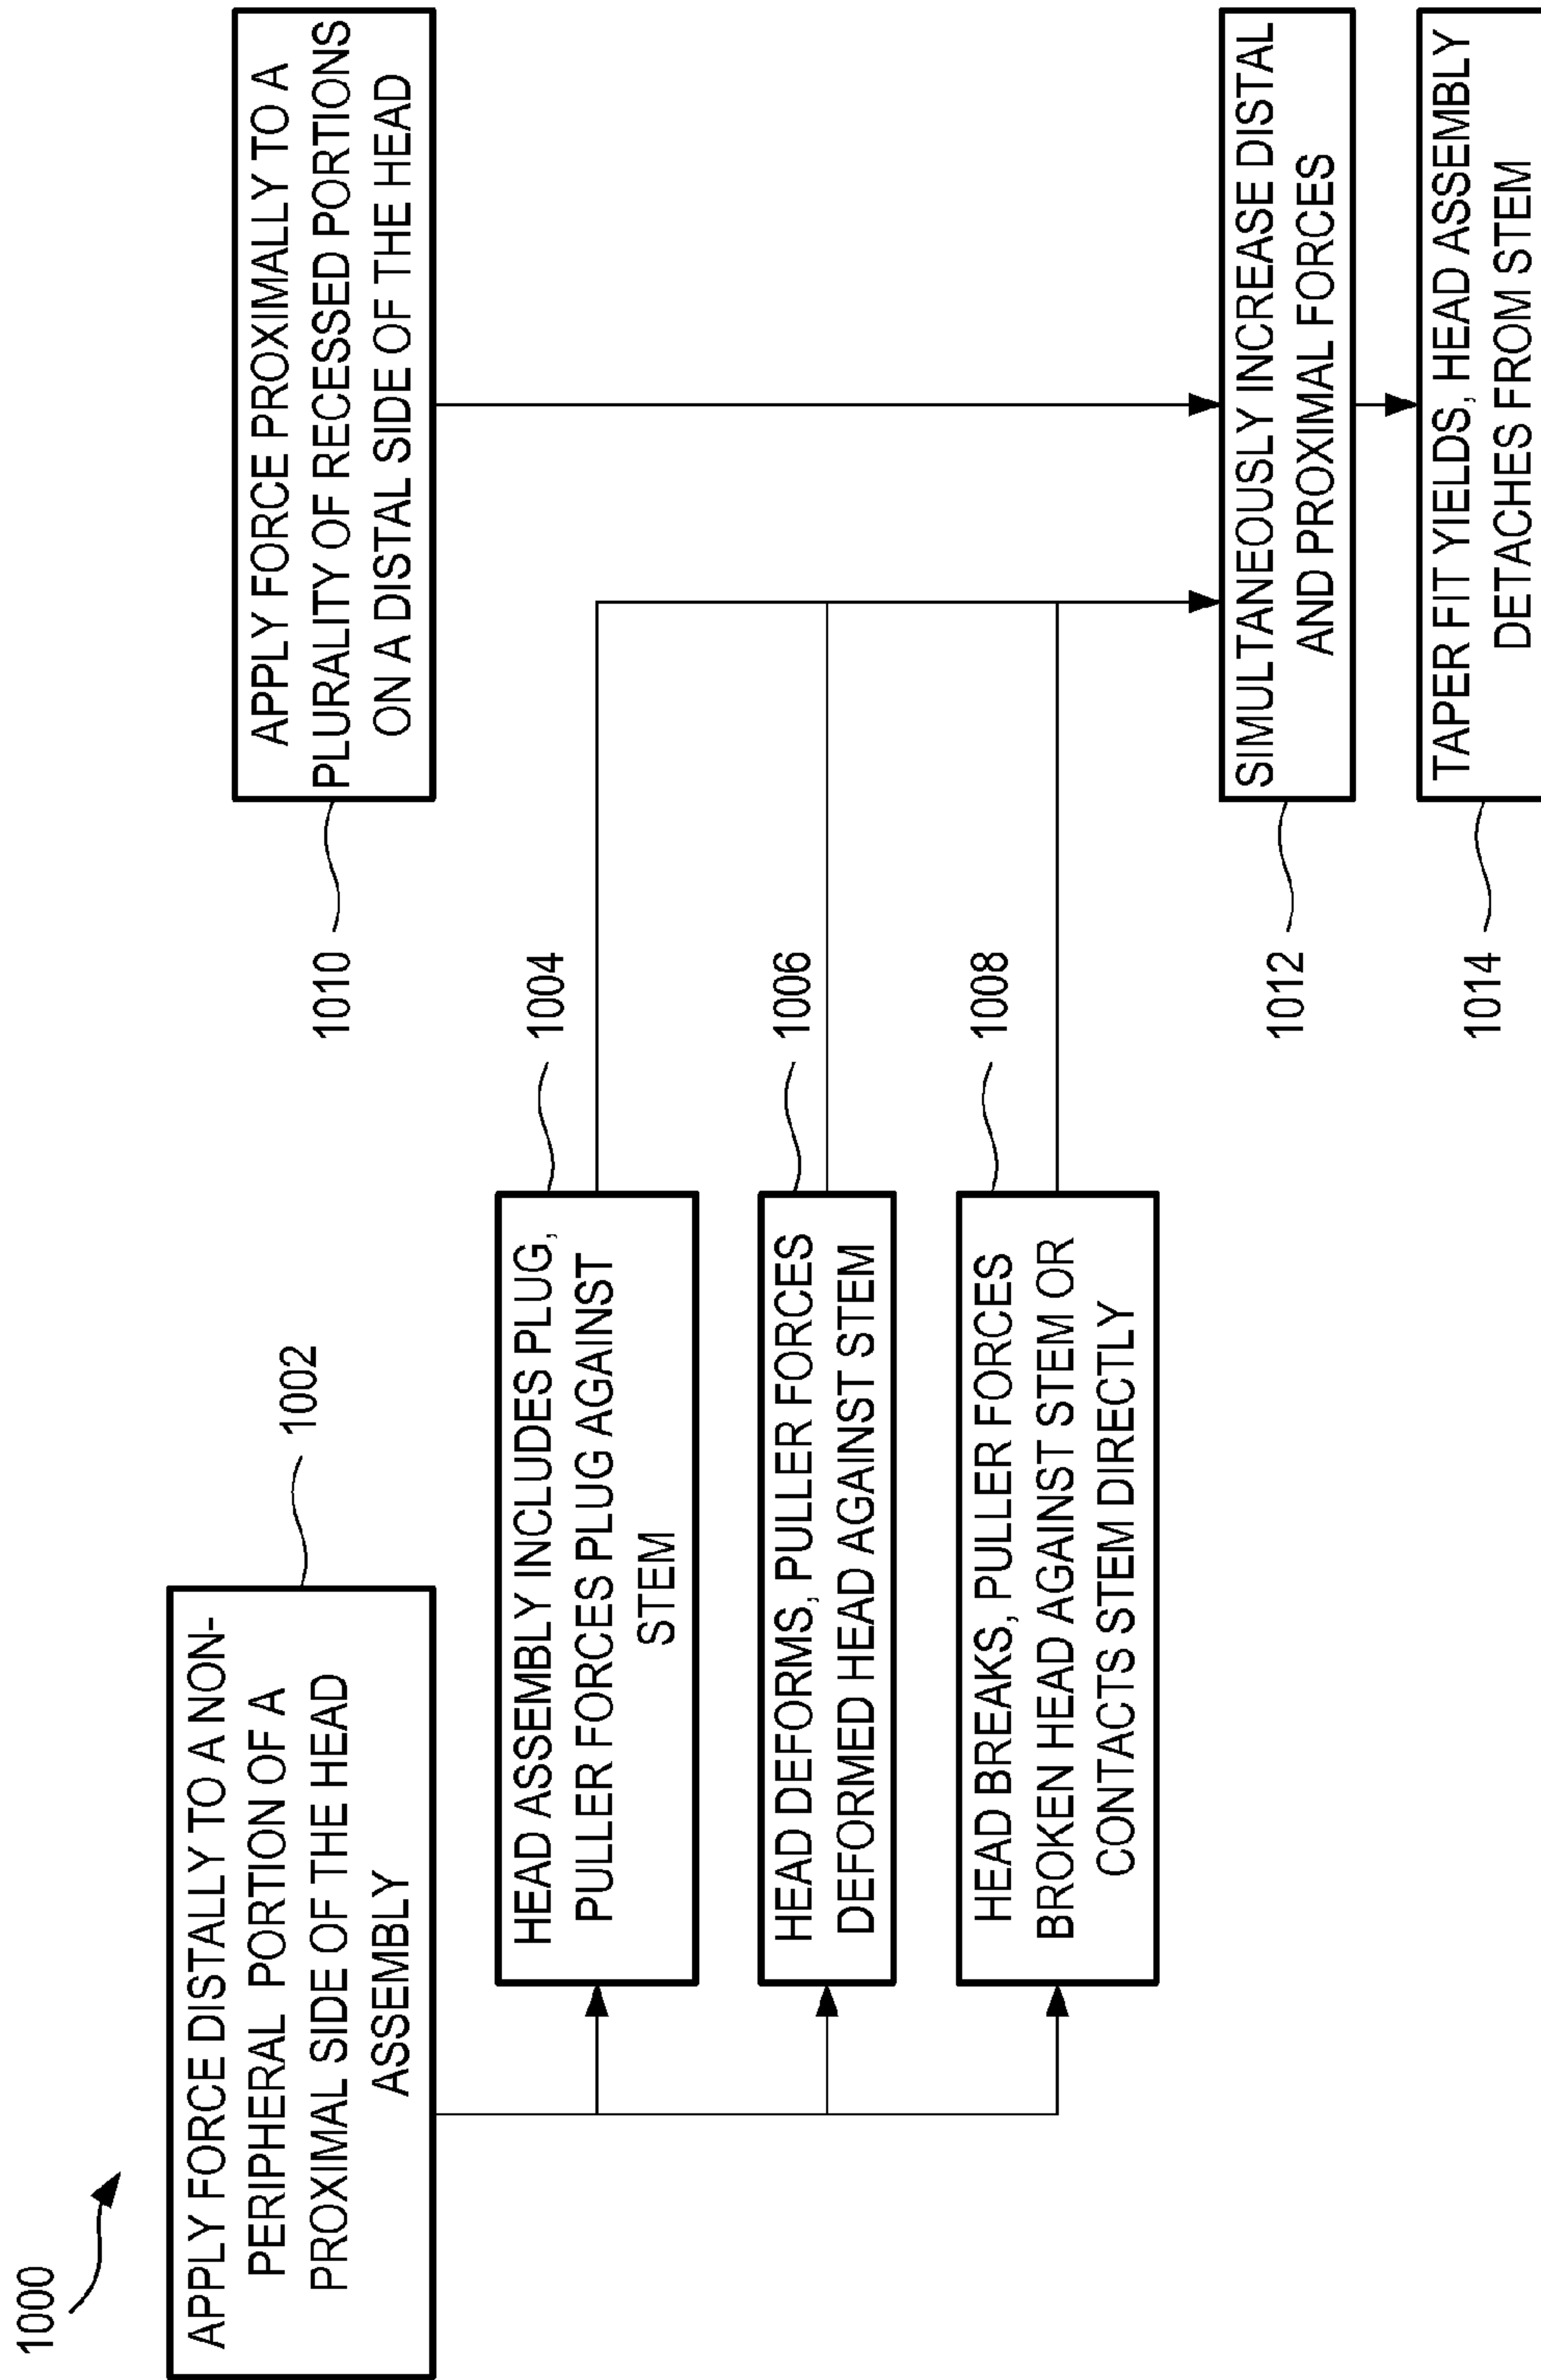 1000
APPLY FORCE DISTALLY TO A NON-
PERIPHERAL PORTION OF A
PROXIMAL SIDE OF THE HEAD
ASSEMBLY
1002
APPLY FORCE PROXIMALLY TO A
PLURALITY OF RECESSED PORTIONS
ON A DISTAL SIDE OF THE HEAD
1010
HEAD ASSEMBLY INCLUDES PLUG,
PULLER FORCES PLUG AGAINST
STEM
1004
HEAD DEFORMS, PULLER FORCES
DEFORMED HEAD AGAINST STEM
1006
HEAD BREAKS, PULLER FORCES
BROKEN HEAD AGAINST STEM OR
CONTACTS STEM DIRECTLY
1008
SIMULTANEOUSLY INCREASE DISTAL
AND PROXIMAL FORCES
1012
TAPER FIT YIELDS, HEAD ASSEMBLY
DETACHES FROM STEM
1014